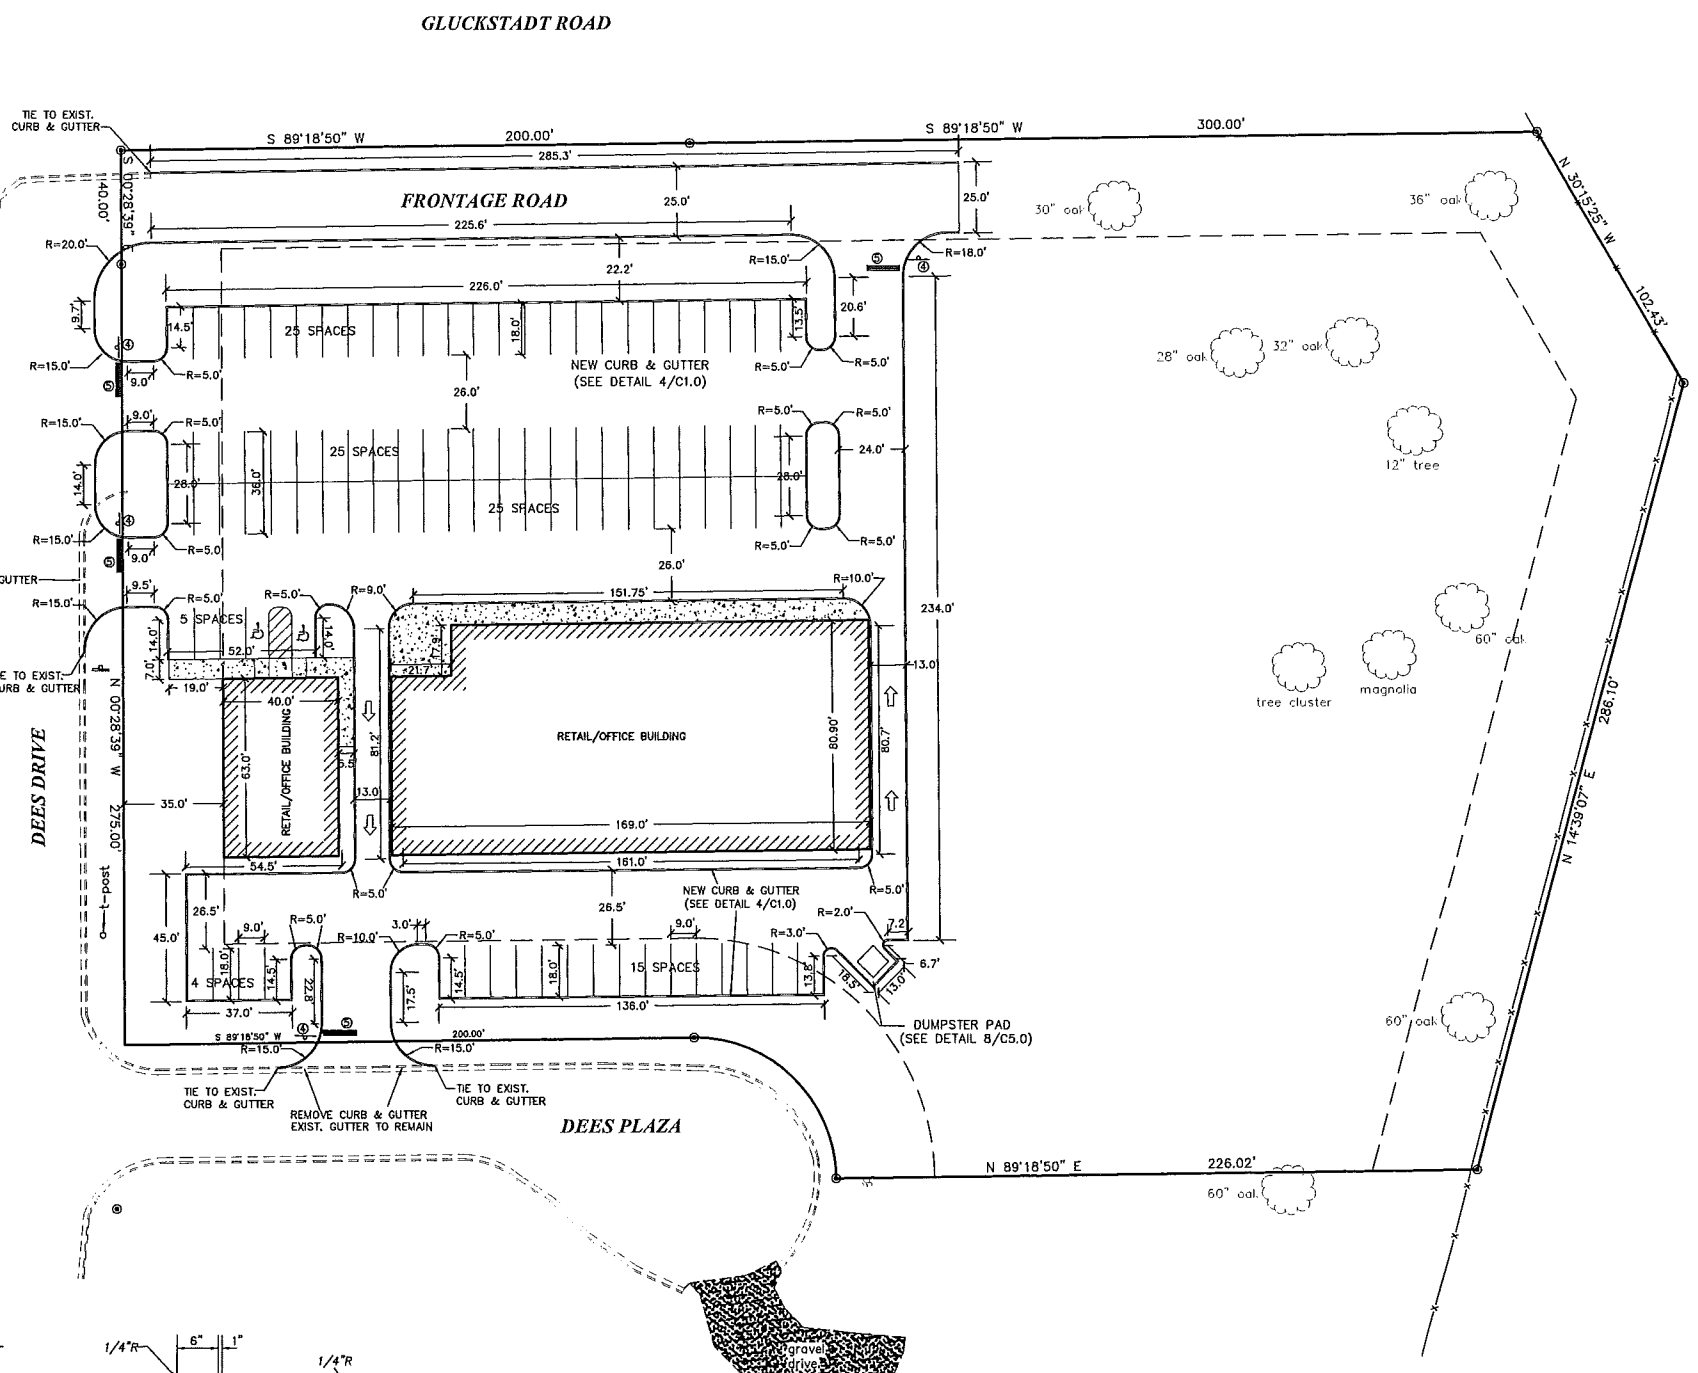 GLUCKSTADT ROAD
TIE TO EXIST.
CURB & GUTTER
S 89°18'50" W
200.00'
S 89°18'50" W
300.00'
285.3'
S 00°28'39" W
40.00'
FRONTAGE ROAD
25.0'
25.0'
30" oak
36" oak
N 30°15'25" W
102.43'
225.6'
R=20.0'
R=15.0'
⑤
④
R=18.0'
22.2'
226.0'
20.6'
9.7'
14.5'
25 SPACES
18.0'
13.5'
④
R=15.0'
R=5.0'
9.0'
⑤
NEW CURB & GUTTER
(SEE DETAIL 4/C1.0)
R=5.0'
R=5.0'
28" oak
32" oak
26.0'
R=15.0'
9.0'
R=5.0'
R=5.0'
R=5.0'
25 SPACES
24.0'
12" tree
14.0'
28.0'
36.0'
28.0'
25 SPACES
④
R=15.0'
R=5.0
9.0'
⑤
R=5.0'
R=5.0'
26.0'
GUTTER
9.5'
R=15.0'
R=5.0'
R=5.0'
R=9.0'
151.75'
R=10.0'
234.0'
5 SPACES
14.0'
14.0'
52.0'
17.9'
60" oak
7.0'
TIE TO EXIST.
CURB & GUTTER
19.0'
40.0'
21.7'
13.0'
tree cluster
magnolia
286.10'
N 14°39'07" E
N 00°28'39" W
275.00'
DEES DRIVE
RETAIL/OFFICE BUILDING
63.0'
5.5'
81.2'
RETAIL/OFFICE BUILDING
80.90'
80.7'
35.0'
13.0'
169.0'
54.5'
161.0'
t-post
R=5.0'
R=5.0'
NEW CURB & GUTTER
(SEE DETAIL 4/C1.0)
26.5'
26.5'
45.0'
9.0'
R=5.0'
3.0'
R=10.0'
R=5.0'
9.0'
R=2.0'
7.2
R=3.0'
18.0'
14.5'
4 SPACES
22.8'
17.5'
14.5'
18.0'
15 SPACES
13.8'
18.5'
13.0'
6.7'
37.0'
136.0'
④
⑤
S 89°18'50" W
200.00'
R=15.0'
R=15.0'
DUMPSTER PAD
(SEE DETAIL 8/C5.0)
60" oak
TIE TO EXIST.
CURB & GUTTER
REMOVE CURB & GUTTER
EXIST. GUTTER TO REMAIN
TIE TO EXIST.
CURB & GUTTER
DEES PLAZA
N 89°18'50" E
226.02'
60" oak
gravel
drive
1/4"R
6"
1"
1/4"R